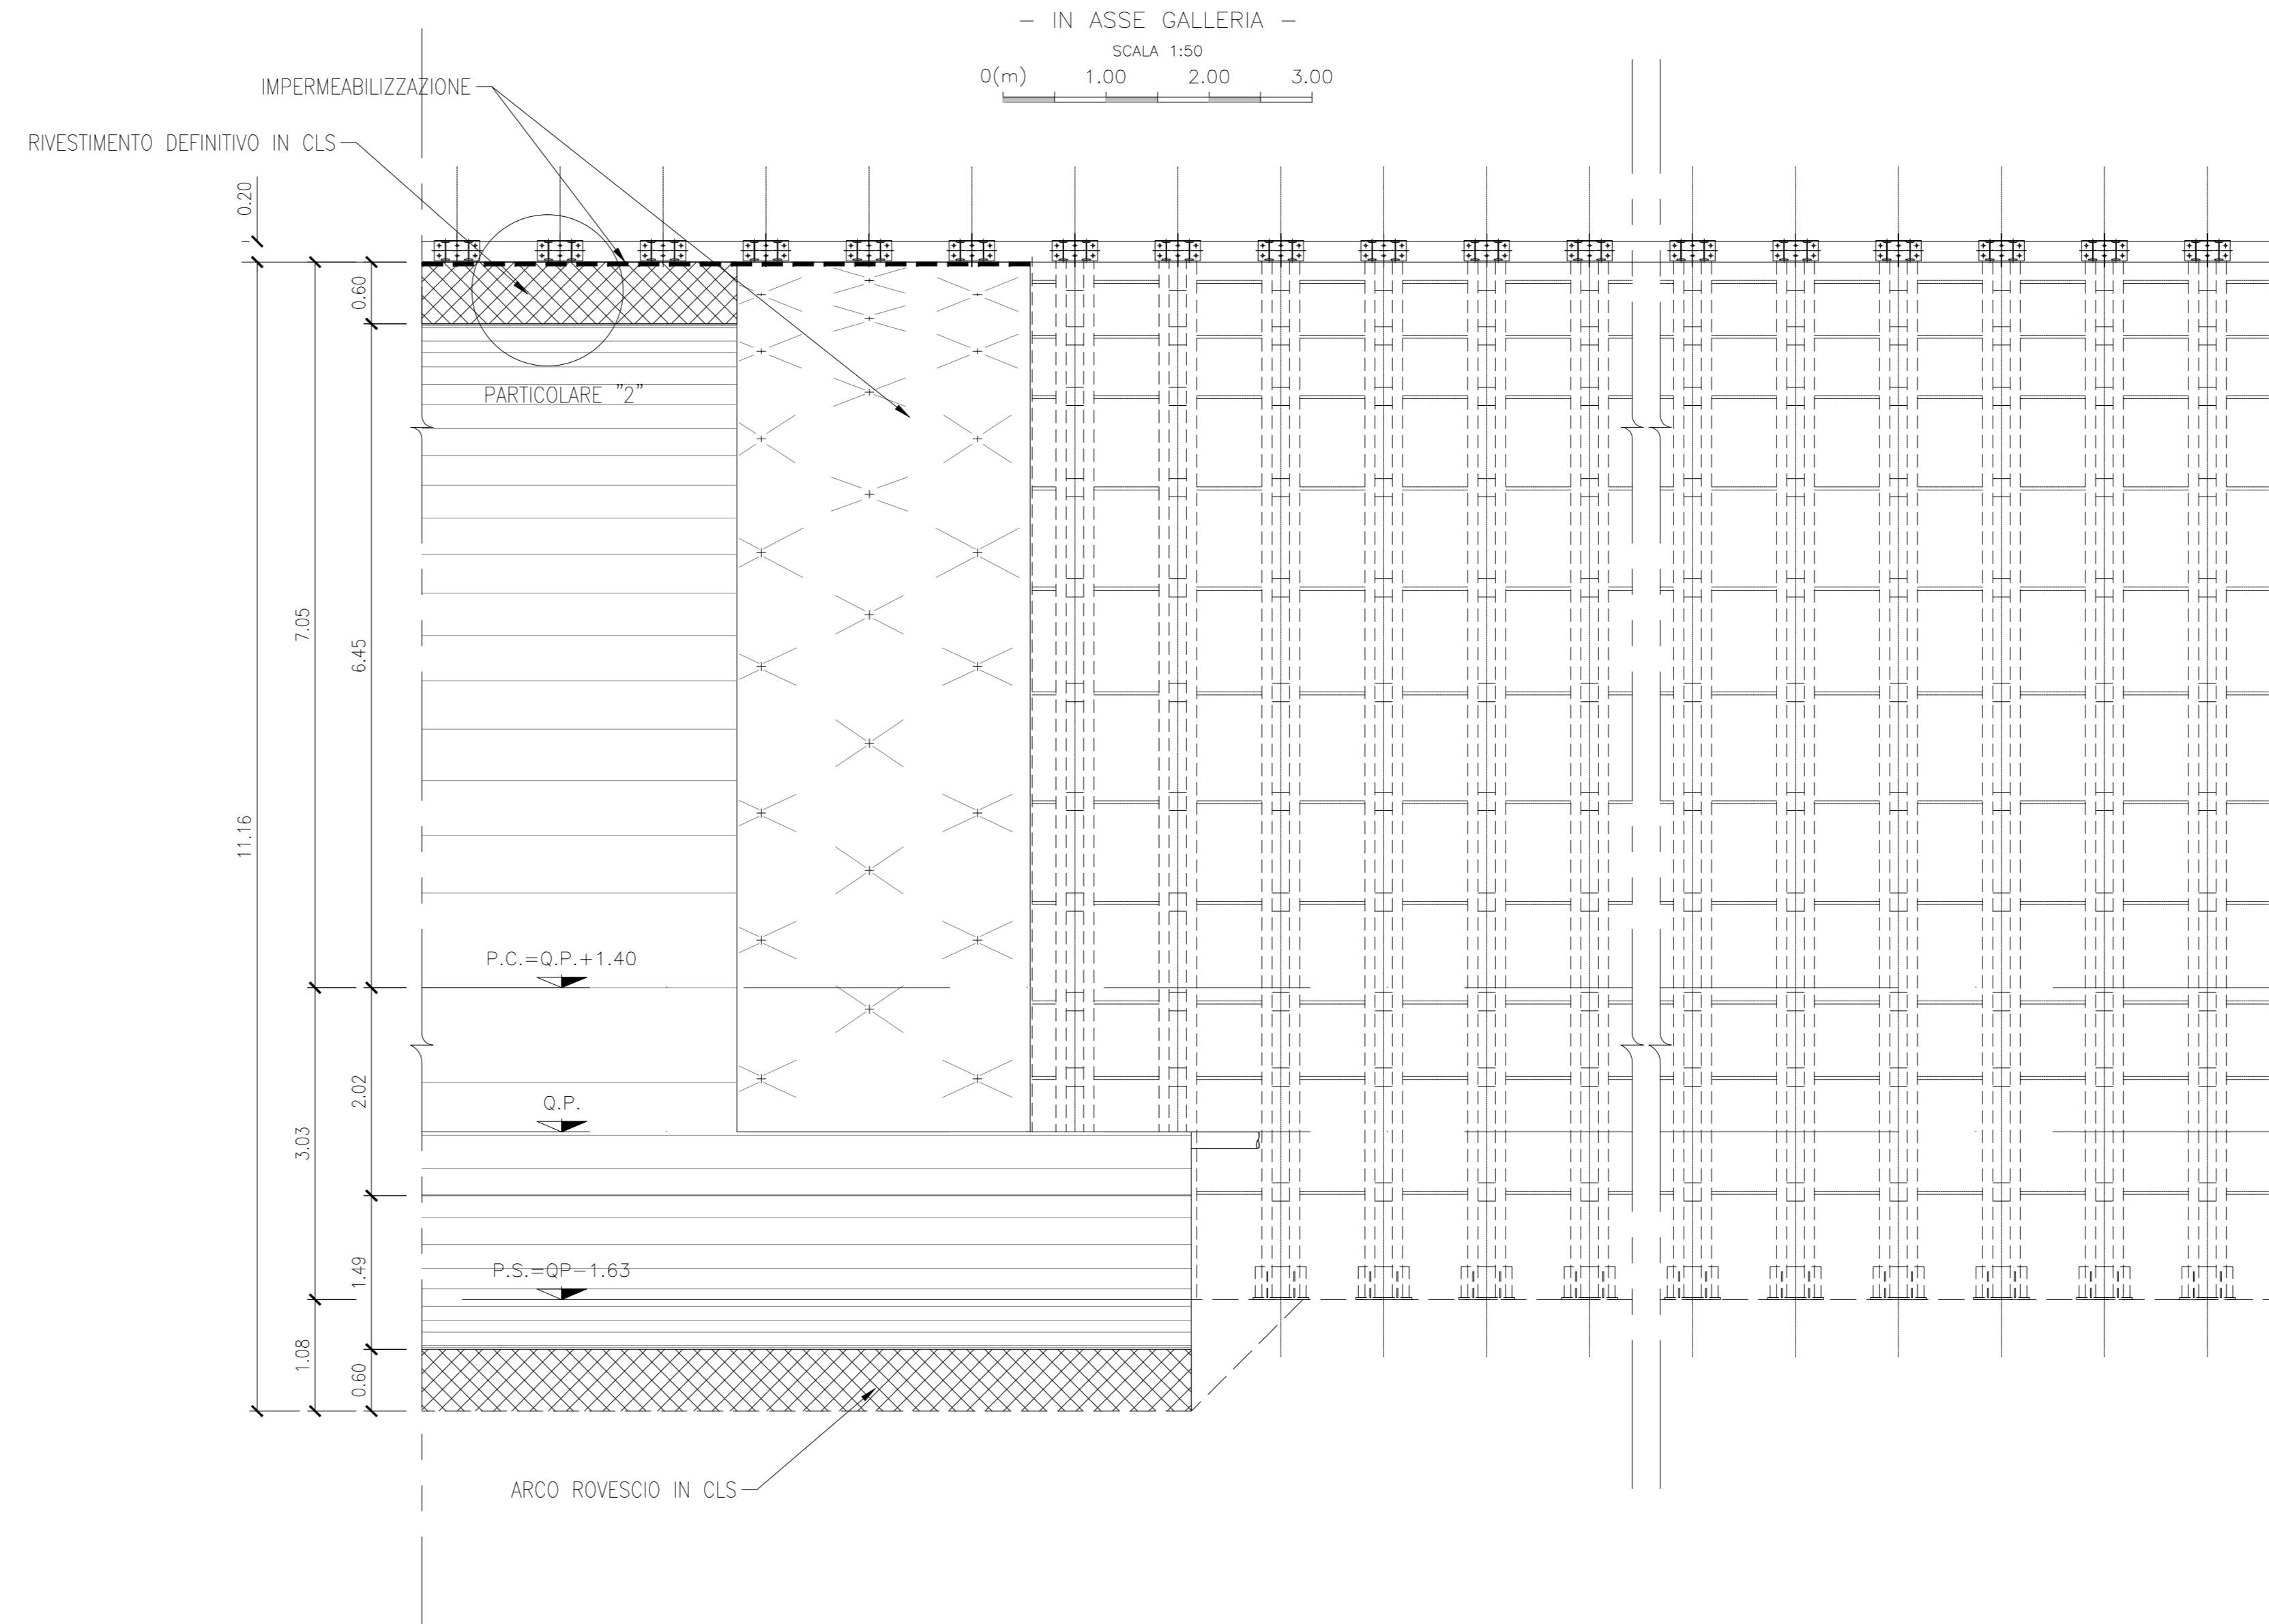 – IN ASSE GALLERIA –
SCALA 1:50
0(m) 1.00 2.00 3.00
IMPERMEABILIZZAZIONE
RIVESTIMENTO DEFINITIVO IN CLS
0.20
0.60
PARTICOLARE "2"
7.05
6.45
11.16
P.C.=Q.P.+1.40
2.02
Q.P.
3.03
1.49
P.S.=QP–1.63
1.08
0.60
ARCO ROVESCIO IN CLS